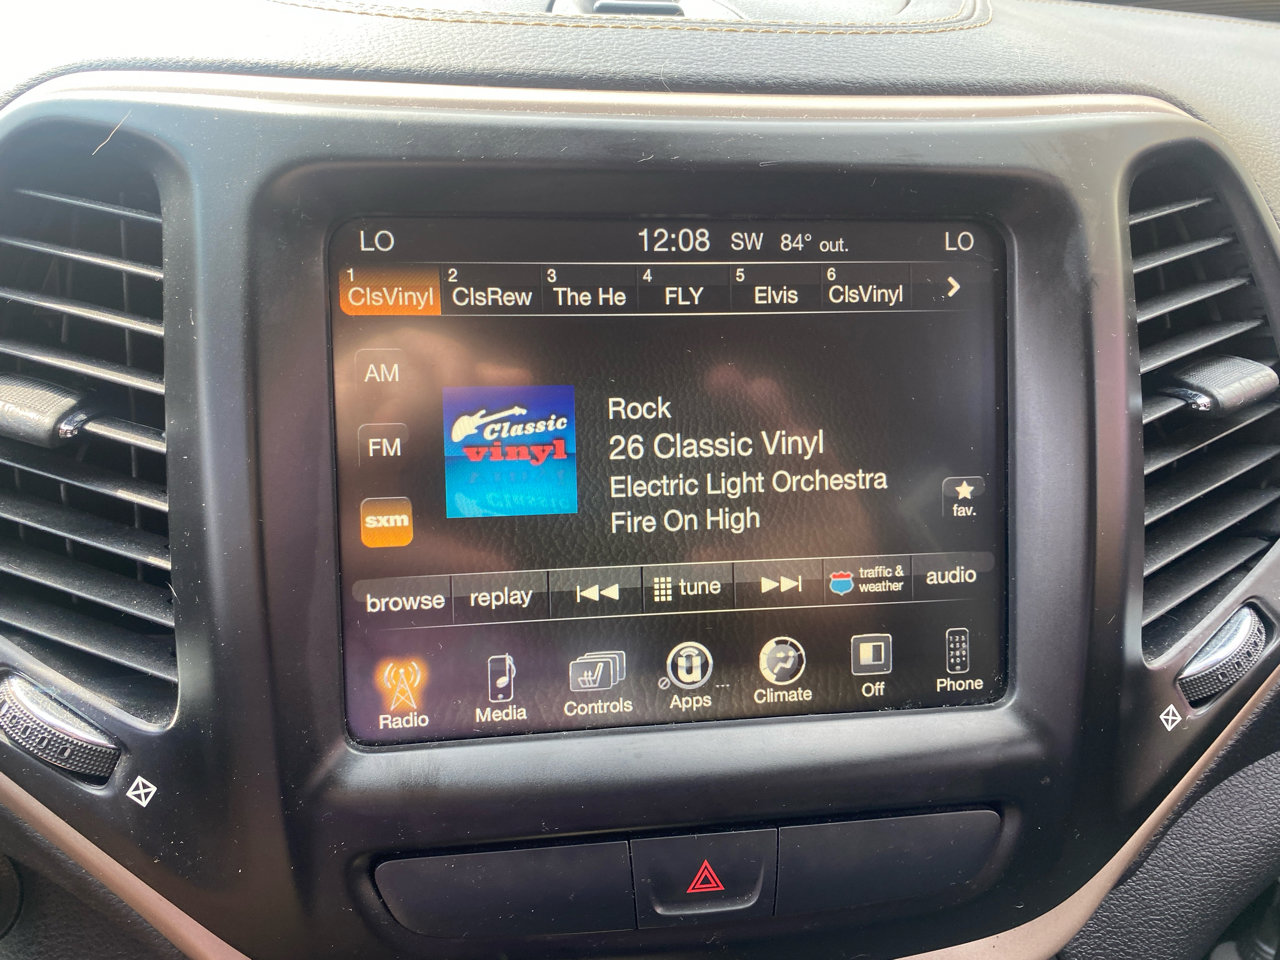 LO 12:08 SW 84° out. LO
1 ClsVinyl 2 ClsRew 3 The He 4 FLY 5 Elvis 6 ClsVinyl
AM
FM
sxm
Classic
vinyl
Rock
26 Classic Vinyl
Electric Light Orchestra
Fire On High
fav.
browse replay tune traffic & weather audio
Radio Media Controls Apps Climate Off Phone